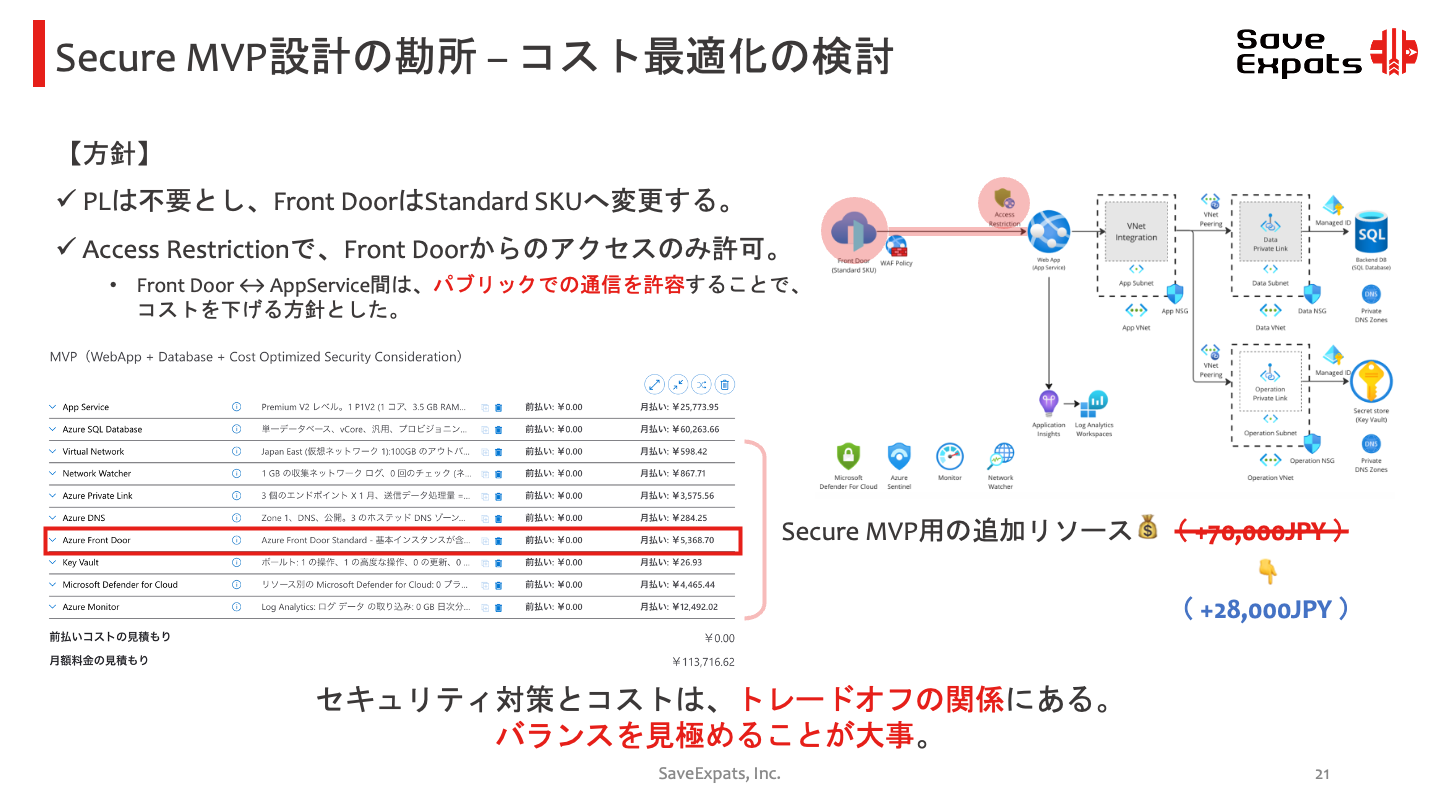 Secure MVP設計の勘所 – コスト最適化の検討
Save
Expats
【方針】
✓ PLは不要とし、Front DoorはStandard SKUへ変更する。
✓ Access Restrictionで、Front Doorからのアクセスのみ許可。
• Front Door ↔ AppService間は、パブリックでの通信を許容することで、
コストを下げる方針とした。
MVP（WebApp + Database + Cost Optimized Security Consideration）
App Service Premium V2 レベル。1 P1V2 (1 コア、3.5 GB RAM... 前払い: ￥0.00 月払い: ￥25,773.95
Azure SQL Database 単一データベース、vCore、汎用、プロビジョニン... 前払い: ￥0.00 月払い: ￥60,263.66
Virtual Network Japan East (仮想ネットワーク 1):100GB のアウトバ... 前払い: ￥0.00 月払い: ￥598.42
Network Watcher 1 GB の収集ネットワーク ログ、0 回のチェック (ネ... 前払い: ￥0.00 月払い: ￥867.71
Azure Private Link 3 個のエンドポイント X 1 月、送信データ処理量 =... 前払い: ￥0.00 月払い: ￥3,575.56
Azure DNS Zone 1、DNS、公開。3 のホステッド DNS ゾーン... 前払い: ￥0.00 月払い: ￥284.25
Azure Front Door Azure Front Door Standard - 基本インスタンスが含... 前払い: ￥0.00 月払い: ￥5,368.70
Key Vault ボールト: 1 の操作、1 の高度な操作、0 の更新、0 ... 前払い: ￥0.00 月払い: ￥26.93
Microsoft Defender for Cloud リソース別の Microsoft Defender for Cloud: 0 プラ... 前払い: ￥0.00 月払い: ￥4,465.44
Azure Monitor Log Analytics: ログ データ の取り込み: 0 GB 日次分... 前払い: ￥0.00 月払い: ￥12,492.02
前払いコストの見積もり ￥0.00
月額料金の見積もり ￥113,716.62
Front Door
(Standard SKU)
WAF Policy
Access
Restriction
Web App
(App Service)
VNet
Integration
App Subnet
App NSG
App VNet
VNet
Peering
Data
Private Link
Data Subnet
Data NSG
Data VNet
Managed ID
SQL
Backend DB
(SQL Database)
DNS
Private
DNS Zones
VNet
Peering
Operation
Private Link
Operation Subnet
Operation NSG
Operation VNet
Managed ID
Secret store
(Key Vault)
DNS
Private
DNS Zones
Application
Insights
Log Analytics
Workspaces
Microsoft
Defender For Cloud
Azure
Sentinel
Monitor
Network
Watcher
Secure MVP用の追加リソース （ +70,000JPY ）
（ +28,000JPY ）
セキュリティ対策とコストは、トレードオフの関係にある。
バランスを見極めることが大事。
SaveExpats, Inc.
21